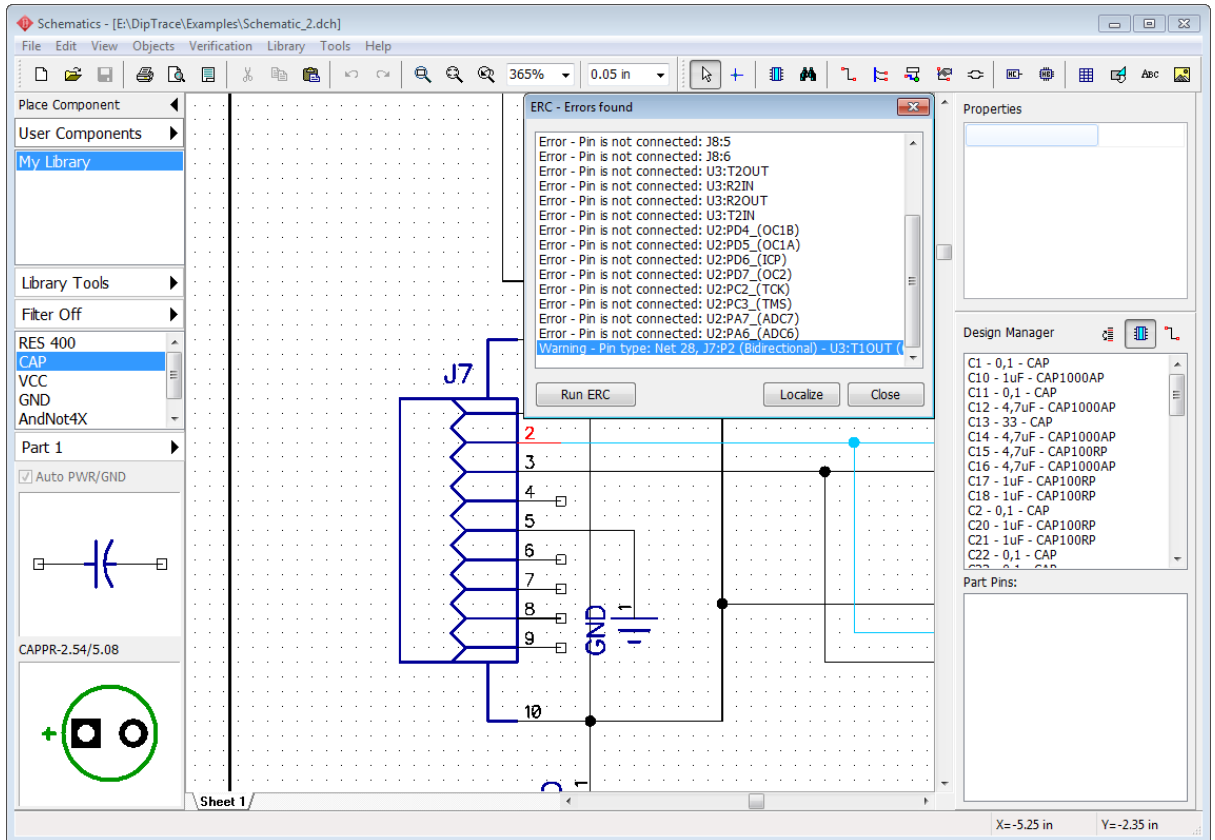 Schematics - [E:\DipTrace\Examples\Schematic_2.dch]
File Edit View Objects Verification Library Tools Help
365% 0.05 in
ABC
Place Component
User Components
My Library
Library Tools
Filter Off
RES 400
CAP
VCC
GND
AndNot4X
Part 1
Auto PWR/GND
CAPPR-2.54/5.08
+
ERC - Errors found
Error - Pin is not connected: J8:5
Error - Pin is not connected: J8:6
Error - Pin is not connected: U3:T2OUT
Error - Pin is not connected: U3:R2IN
Error - Pin is not connected: U3:R2OUT
Error - Pin is not connected: U3:T2IN
Error - Pin is not connected: U2:PD4_(OC1B)
Error - Pin is not connected: U2:PD5_(OC1A)
Error - Pin is not connected: U2:PD6_(ICP)
Error - Pin is not connected: U2:PD7_(OC2)
Error - Pin is not connected: U2:PC2_(TCK)
Error - Pin is not connected: U2:PC3_(TMS)
Error - Pin is not connected: U2:PA7_(ADC7)
Error - Pin is not connected: U2:PA6_(ADC6)
Warning - Pin type: Net 28, J7:P2 (Bidirectional) - U3:T1OUT (
Run ERC Localize Close
J7
2
3
4
5
6
7
8
9
10
GND
1
1
Sheet 1
Properties
Design Manager
C1 - 0,1 - CAP
C10 - 1uF - CAP1000AP
C11 - 0,1 - CAP
C12 - 4,7uF - CAP1000AP
C13 - 33 - CAP
C14 - 4,7uF - CAP1000AP
C15 - 4,7uF - CAP100RP
C16 - 4,7uF - CAP1000AP
C17 - 1uF - CAP100RP
C18 - 1uF - CAP100RP
C2 - 0,1 - CAP
C20 - 1uF - CAP100RP
C21 - 1uF - CAP100RP
C22 - 0,1 - CAP
Part Pins:
X=-5.25 in Y=-2.35 in